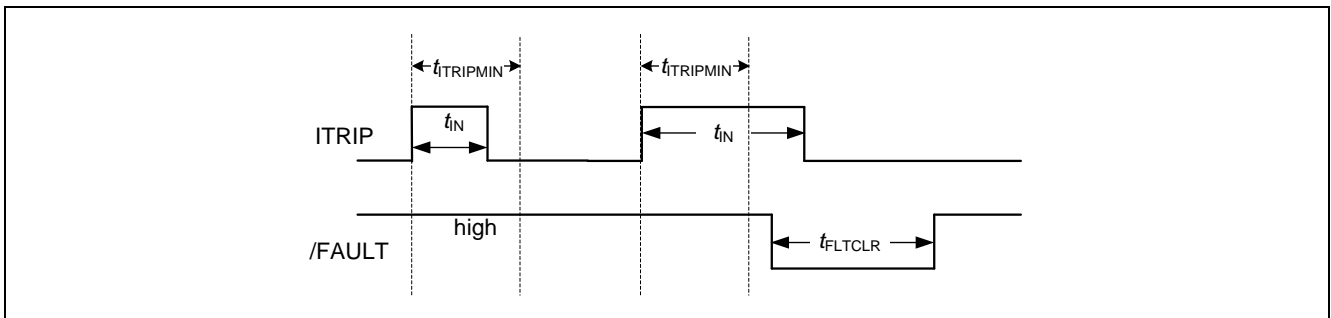 tITRIPMIN tITRIPMIN
ITRIP tIN tIN
high
/FAULT tFLTCLR